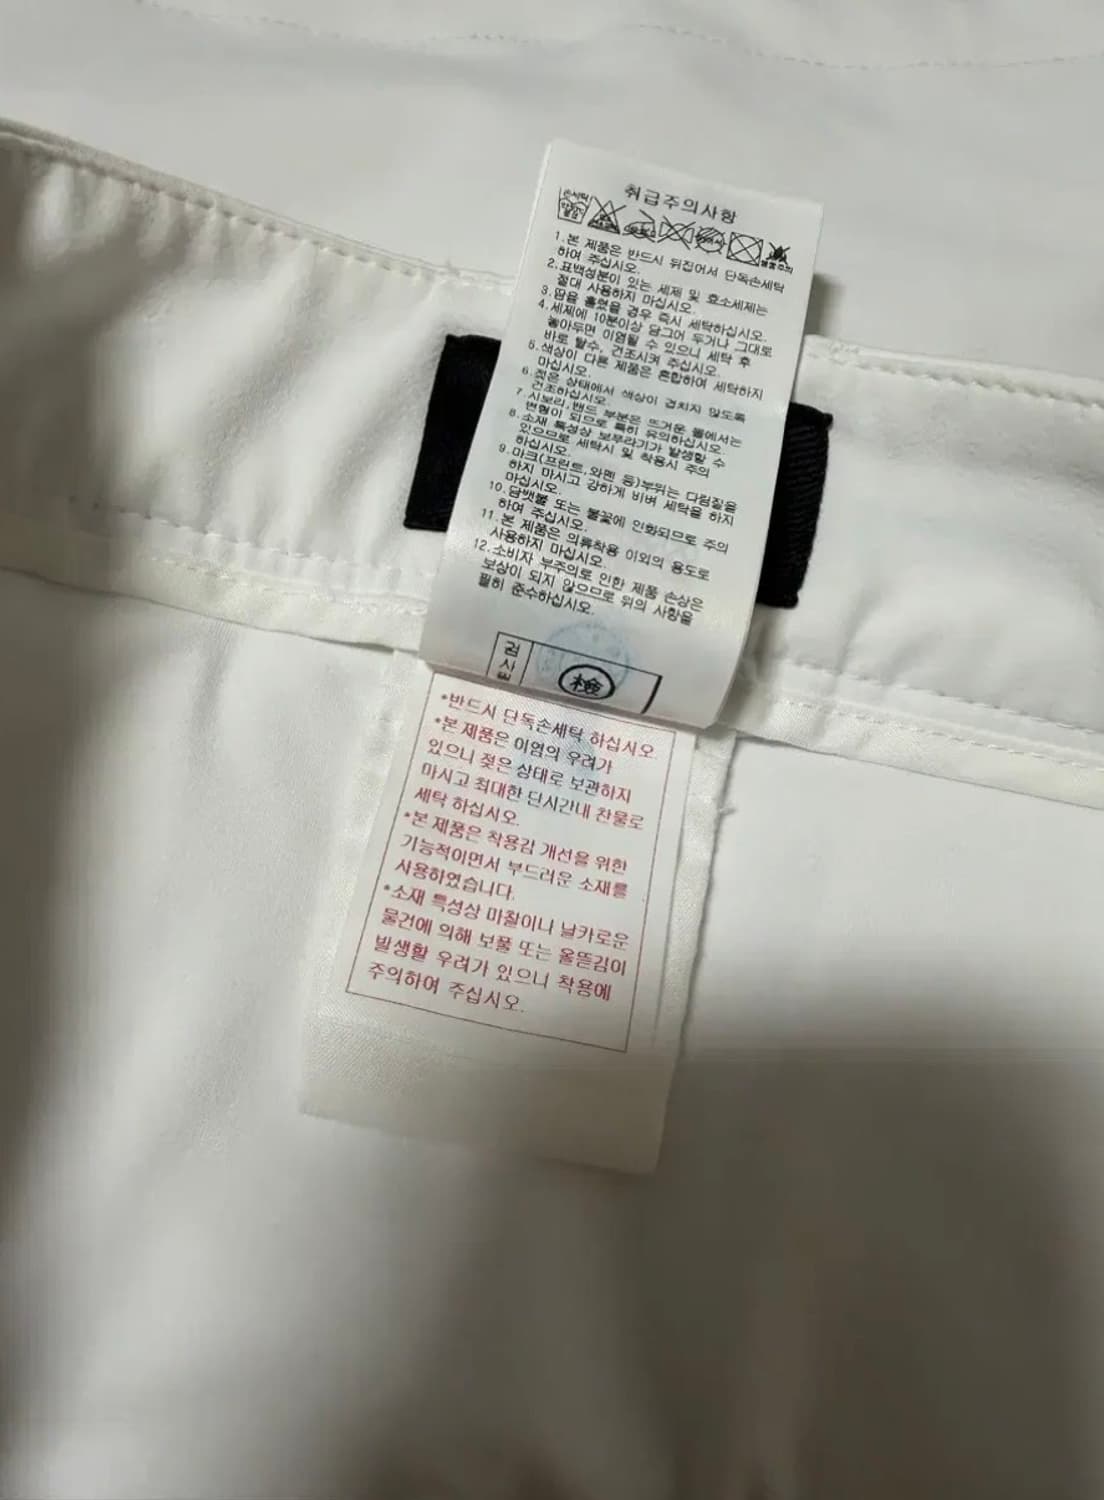 취급주의사항
손세탁
약30℃
중성
1.본 제품은 반드시 뒤집어서 단독손세탁
하여 주십시오.
2.표백성분이 있는 세제 및 효소세제는
절대 사용하지 마십시오.
3.땀을 흘렸을 경우 즉시 세탁하십시오.
4.세제에 10분이상 담그어 두거나 그대로
놓아두면 이염될 수 있으니 세탁 후
바로 탈수, 건조시켜 주십시오.
5.색상이 다른 제품은 혼합하여 세탁하지
마십시오.
6.젖은 상태에서 색상이 겹치지 않도록
건조하십시오.
7.시보리,밴드 부분은 뜨거운 물에서는
변형이 되므로 특히 유의하십시오.
8.소재 특성상 보푸라기가 발생할 수
있으므로 세탁시 및 착용시 주의
하십시오.
9.마크(프린트,와펜 등)부위는 다림질을
하지 마시고 강하게 비벼 세탁을 하지
마십시오.
10.담뱃불 또는 불꽃에 인화되므로 주의
하여 주십시오.
11.본 제품은 의류착용 이외의 용도로
사용하지 마십시오.
12.소비자 부주의로 인한 제품 손상은
보상이 되지 않으므로 위의 사항을
필히 준수하십시오.
검사
檢
*반드시 단독손세탁 하십시오
*본 제품은 이염의 우려가
있으니 젖은 상태로 보관하지
마시고 최대한 단시간내 찬물로
세탁 하십시오.
*본 제품은 착용감 개선을 위한
기능적이면서 부드러운 소재를
사용하였습니다.
*소재 특성상 마찰이나 날카로운
물건에 의해 보풀 또는 올뜯김이
발생할 우려가 있으니 착용에
주의하여 주십시오.